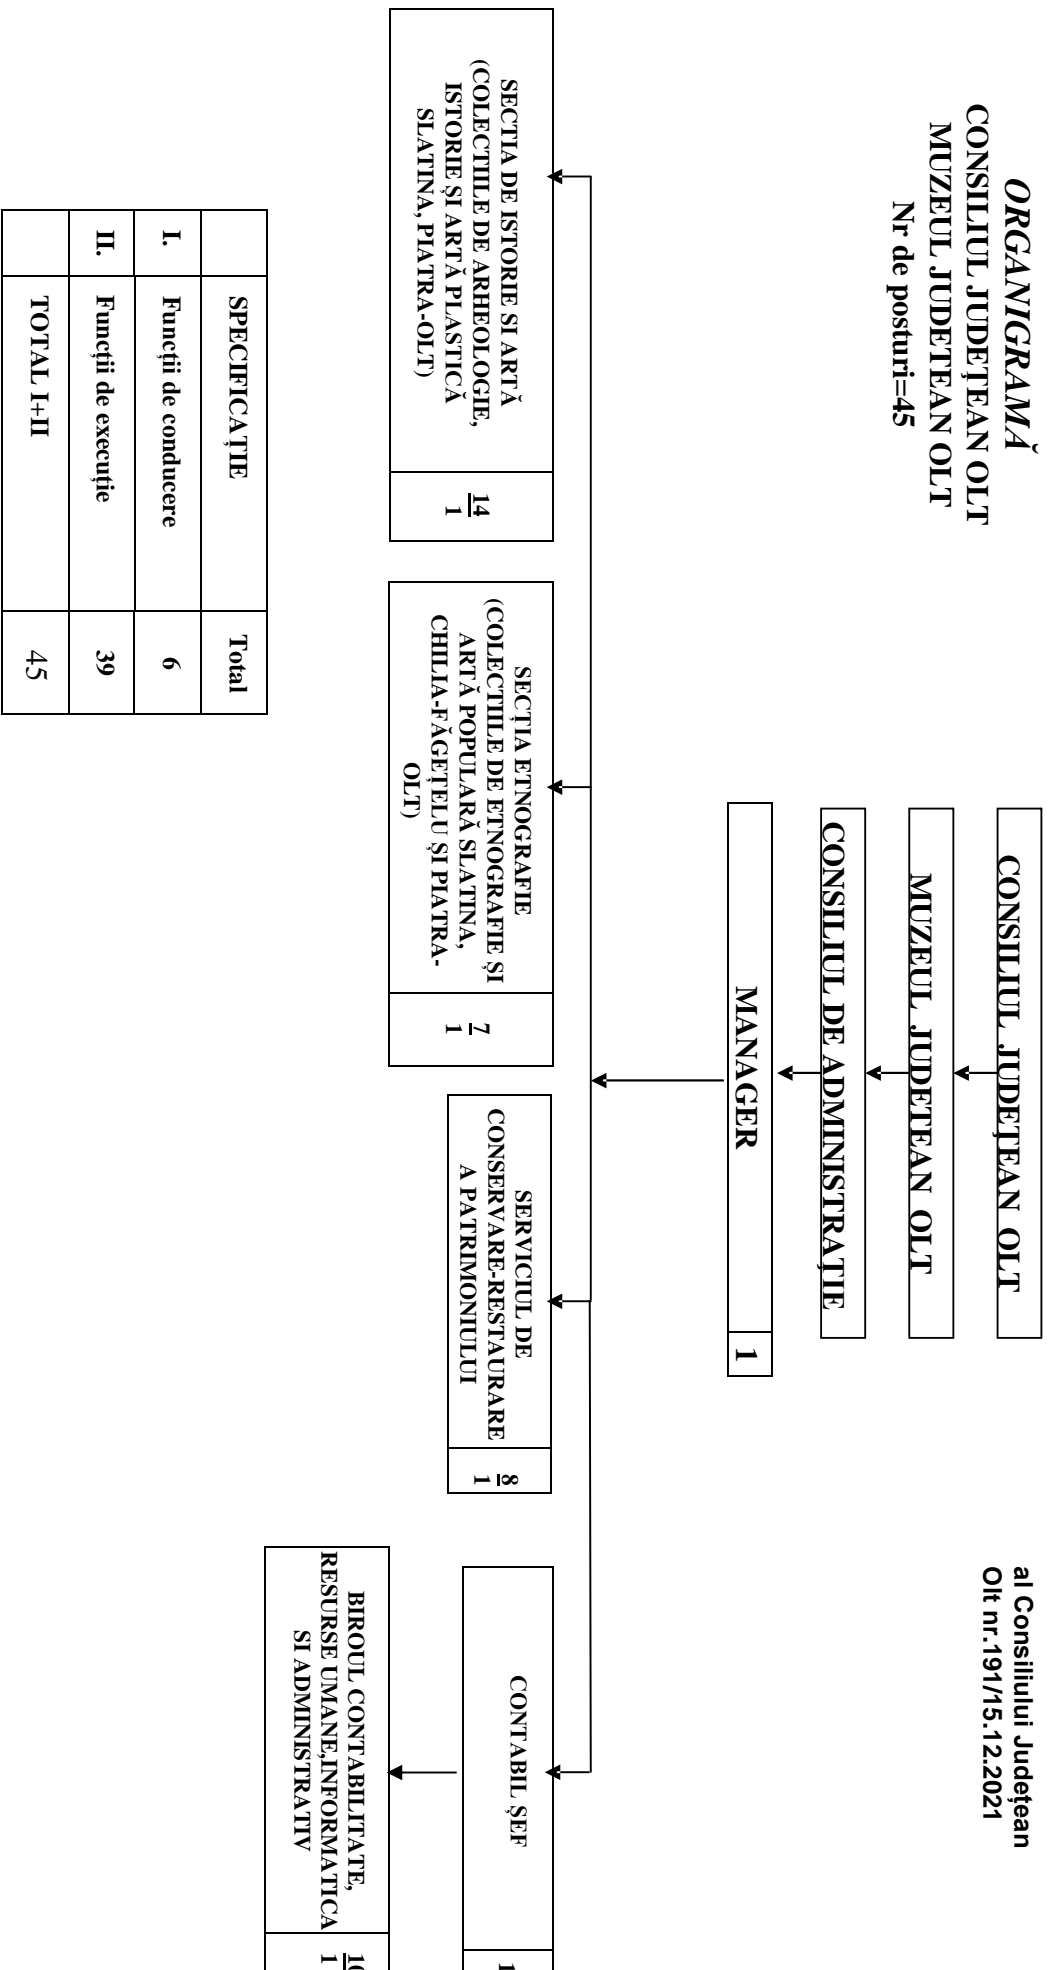 al Consiliului Județean
Olt nr.191/15.12.2021
ORGANIGRAMĂ
CONSILIUL JUDEȚEAN OLT
MUZEUL JUDETEAN OLT
Nr de posturi=45
CONSILIUL JUDEȚEAN OLT
MUZEUL JUDETEAN OLT
CONSILIUL DE ADMINISTRAȚIE
MANAGER 1
SECTIA DE ISTORIE SI ARTĂ
(COLECTIILE DE ARHEOLOGIE,
ISTORIE ȘI ARTĂ PLASTICĂ
SLATINA, PIATRA-OLT)
14
1
SECȚIA ETNOGRAFIE
(COLECTIILE DE ETNOGRAFIE ȘI
ARTĂ POPULARĂ SLATINA,
CHILIA-FĂGEȚELU ȘI PIATRA-
OLT)
7
1
SERVICIUL DE
CONSERVARE-RESTAURARE
A PATRIMONIULUI
8
1
CONTABIL ȘEF 1
BIROUL CONTABILITATE,
RESURSE UMANE,INFORMATICA
SI ADMINISTRATIV
10
1
SPECIFICAȚIE Total
I. Funcții de conducere 6
II. Funcții de execuție 39
TOTAL I+II 45